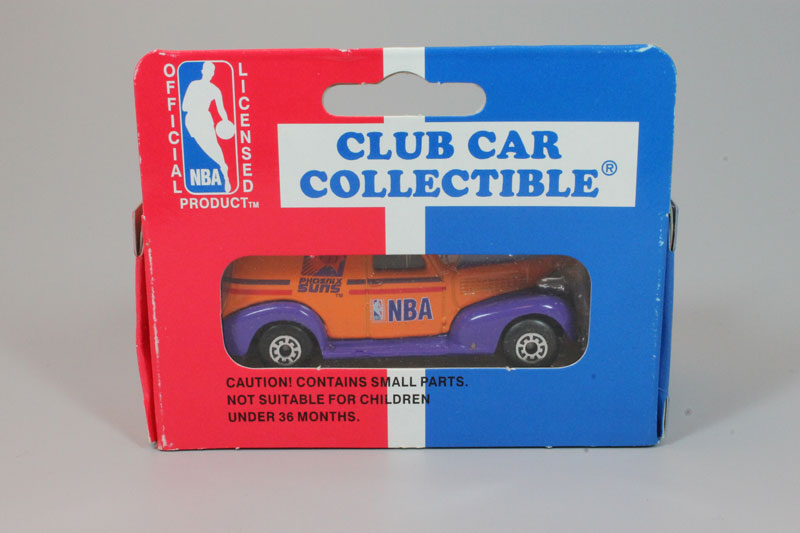 OFFICIAL
LICENSED
NBA
PRODUCT™
CLUB CAR
COLLECTIBLE®
PHOENIX
SUNS™
NBA
CAUTION! CONTAINS SMALL PARTS.
NOT SUITABLE FOR CHILDREN
UNDER 36 MONTHS.